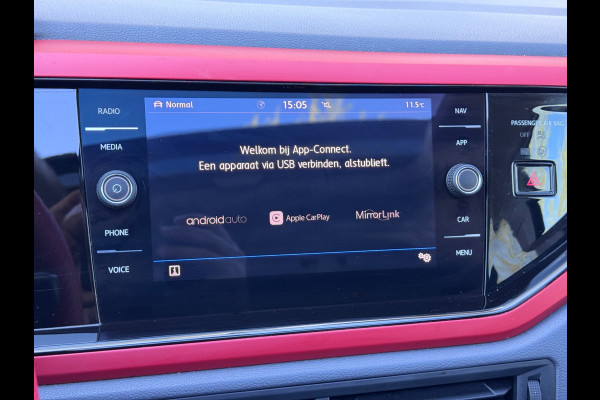 RADIO
MEDIA
PHONE
VOICE
Normal 15:05 11.5°C
Welkom bij App-Connect.
Een apparaat via USB verbinden, alstublieft.
androidauto Apple CarPlay MirrorLink
NAV
APP
CAR
MENU
PASSENGER AIR BAG
OFF